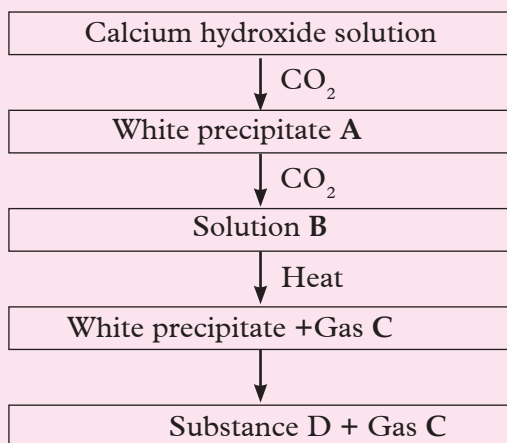 Calcium hydroxide solution
CO₂
White precipitate A
CO₂
Solution B
Heat
White precipitate +Gas C
Substance D + Gas C